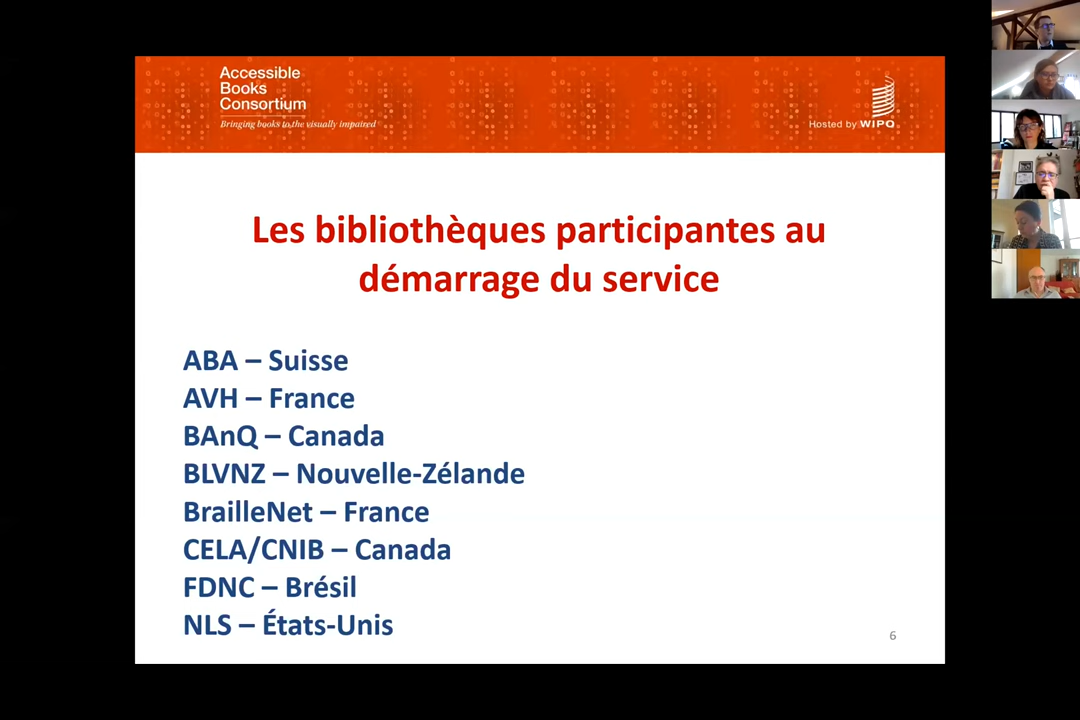 Accessible
Books
Consortium
Bringing books to the visually impaired
Hosted by WIPO
Les bibliothèques participantes au
démarrage du service
ABA – Suisse
AVH – France
BAnQ – Canada
BLVNZ – Nouvelle-Zélande
BrailleNet – France
CELA/CNIB – Canada
FDNC – Brésil
NLS – États-Unis
6